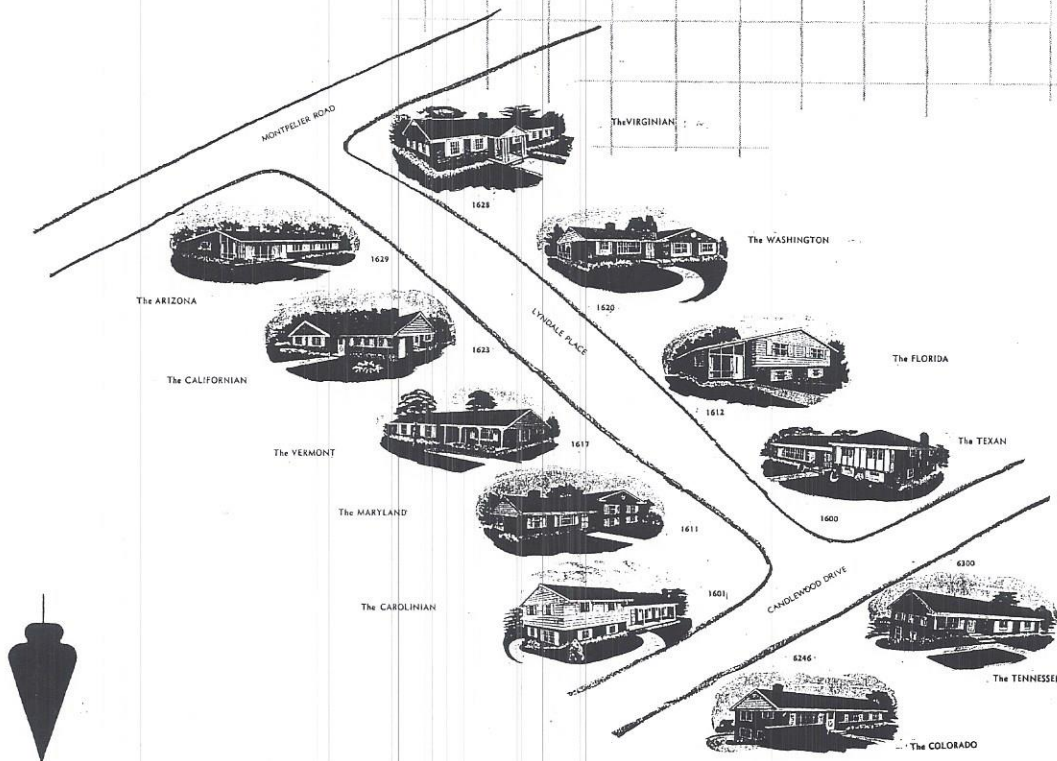 MONTPELIER ROAD
TheVIRGINIAN
1628
The WASHINGTON
1629
The ARIZONA
1620
LYNDALE PLACE
1623
The FLORIDA
The CALIFORNIAN
1612
1617
The TEXAN
The VERMONT
The MARYLAND
1600
1611
6300
CANDLEWOOD DRIVE
1601
The CAROLINIAN
6246
The TENNESSEE
The COLORADO